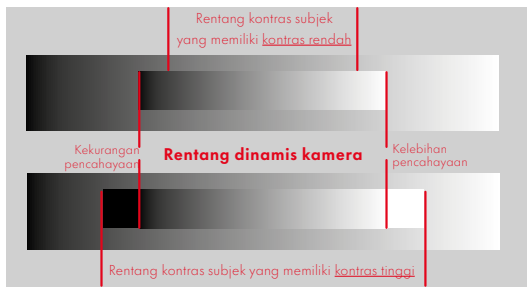 Rentang kontras subjek
yang memiliki kontras rendah
Kekurangan
pencahayaan
Rentang dinamis kamera
Kelebihan
pencahayaan
Rentang kontras subjek yang memiliki kontras tinggi